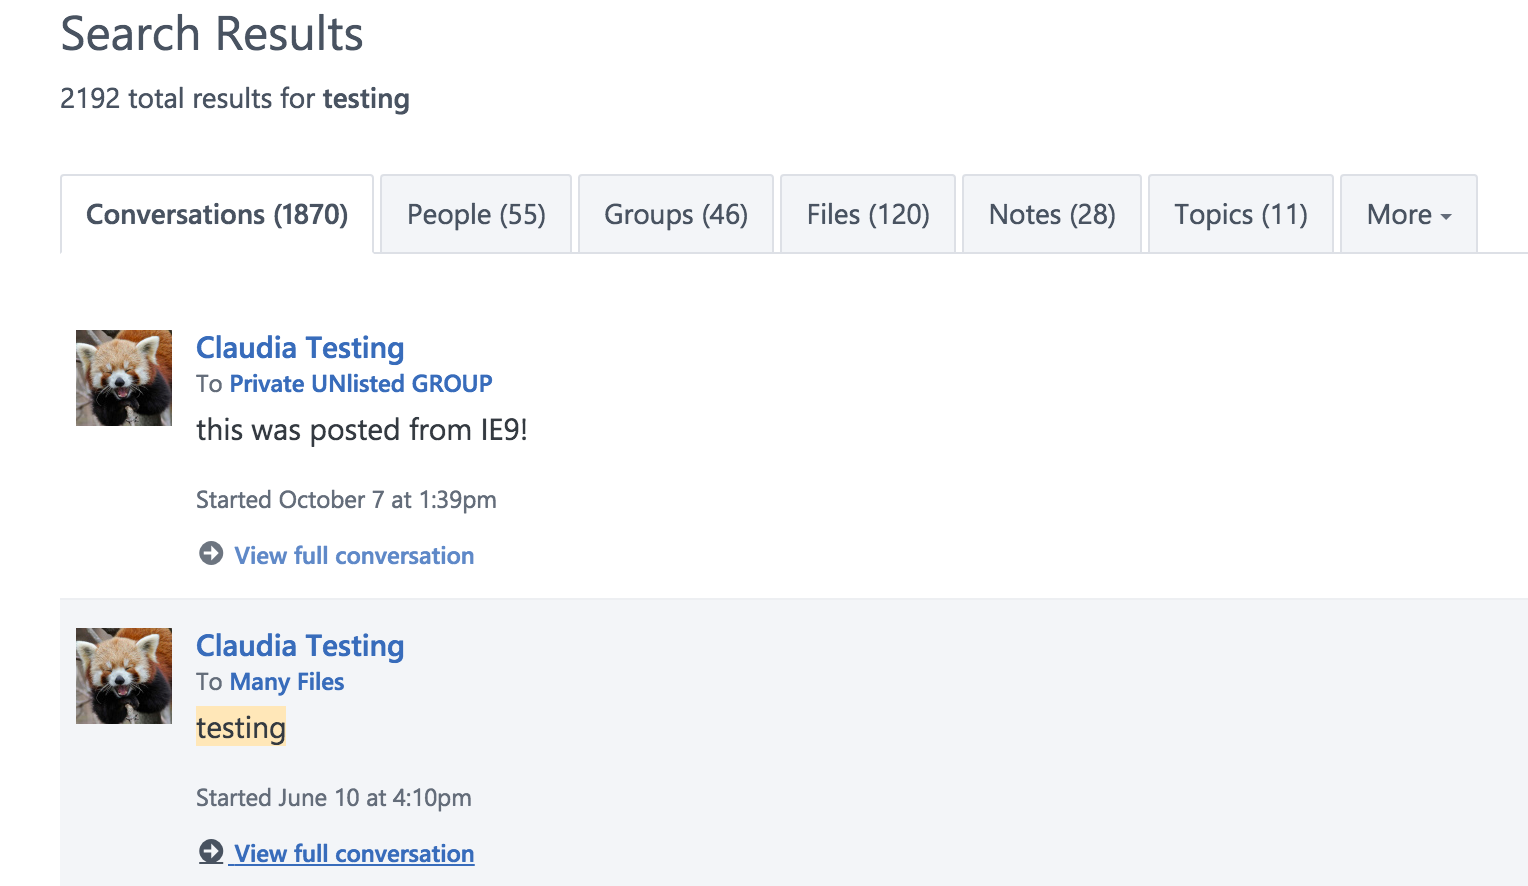 Search Results
2192 total results for testing
Conversations (1870) People (55) Groups (46) Files (120) Notes (28) Topics (11) More
Claudia Testing
To Private UNlisted GROUP
this was posted from IE9!
Started October 7 at 1:39pm
View full conversation
Claudia Testing
To Many Files
testing
Started June 10 at 4:10pm
View full conversation